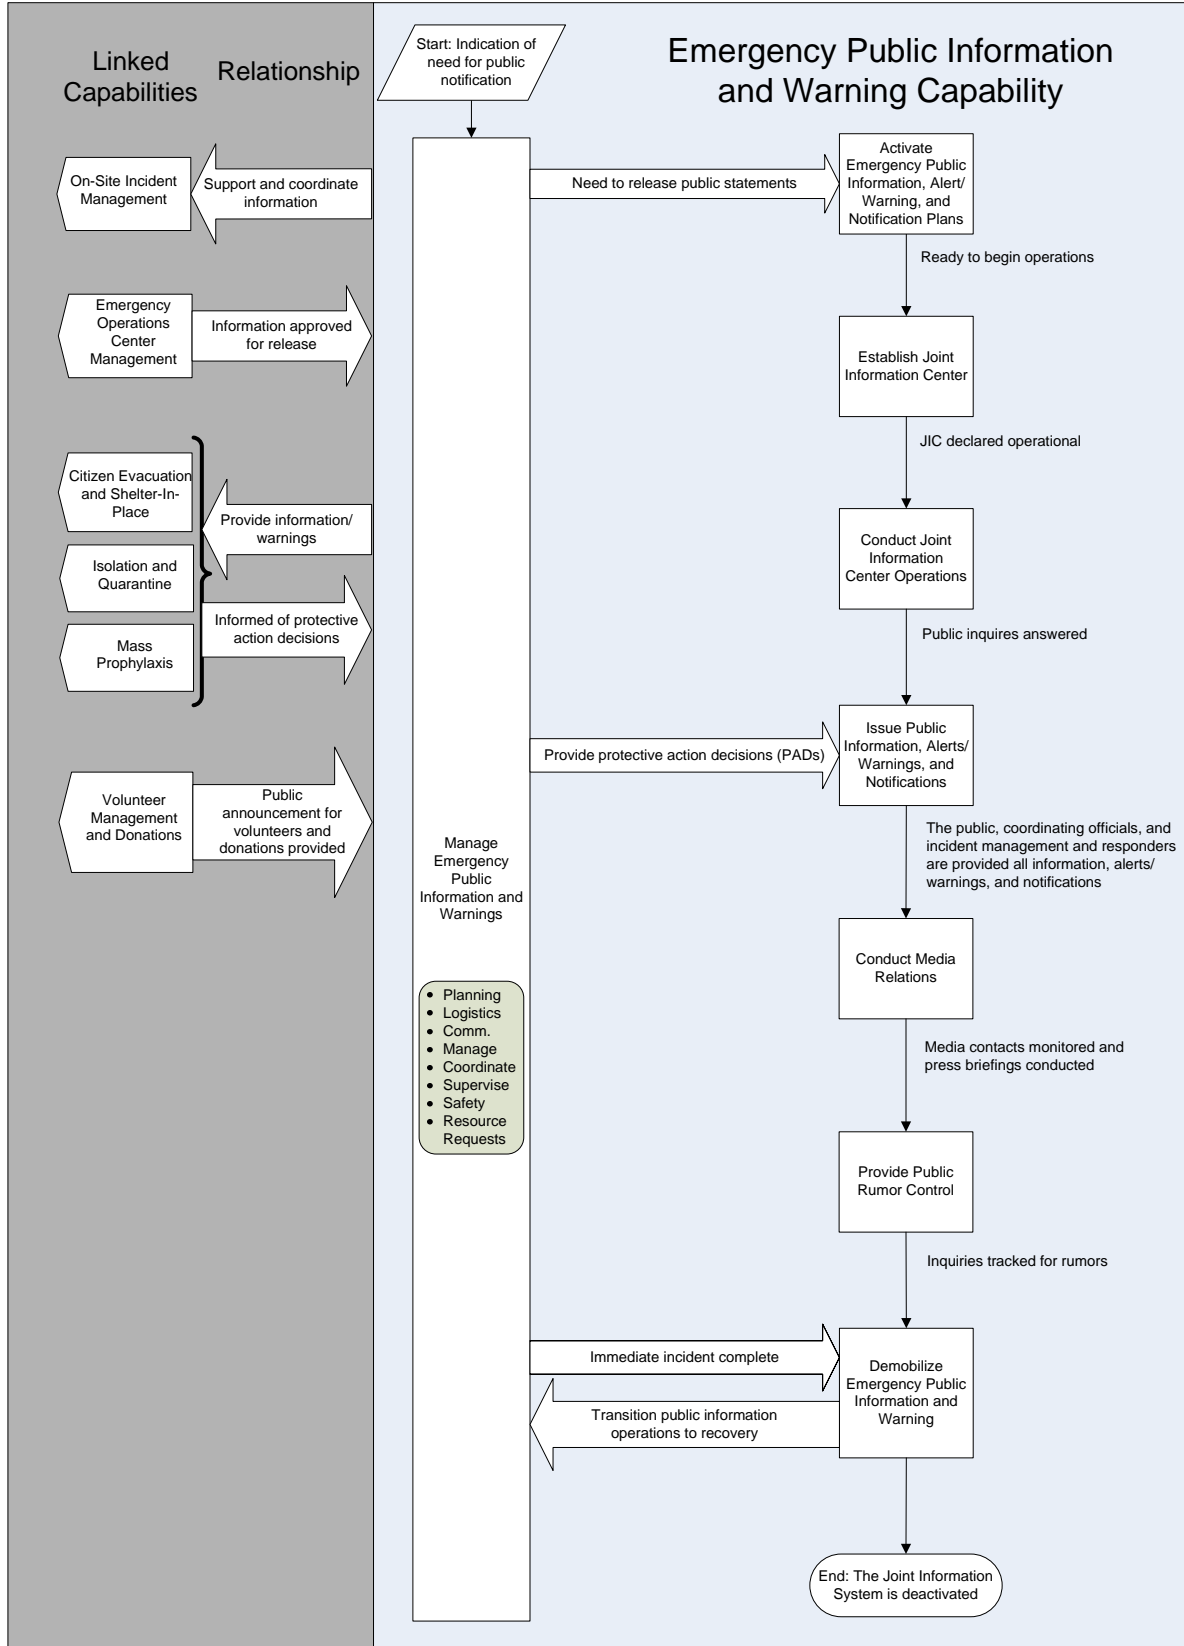 Linked
Capabilities
Relationship
Start: Indication of
need for public
notification
Emergency Public Information
and Warning Capability
On-Site Incident
Management
Support and coordinate
information
Need to release public statements
Activate
Emergency Public
Information, Alert/
Warning, and
Notification Plans
Ready to begin operations
Emergency
Operations
Center
Management
Information approved
for release
Establish Joint
Information Center
JIC declared operational
Citizen Evacuation
and Shelter-In-
Place
Provide information/
warnings
Isolation and
Quarantine
Informed of protective
action decisions
Mass
Prophylaxis
Conduct Joint
Information
Center Operations
Public inquires answered
Provide protective action decisions (PADs)
Issue Public
Information, Alerts/
Warnings, and
Notifications
Volunteer
Management
and Donations
Public
announcement for
volunteers and
donations provided
The public, coordinating officials, and
incident management and responders
are provided all information, alerts/
warnings, and notifications
Manage
Emergency
Public
Information and
Warnings
• Planning
• Logistics
• Comm.
• Manage
• Coordinate
• Supervise
• Safety
• Resource
Requests
Conduct Media
Relations
Media contacts monitored and
press briefings conducted
Provide Public
Rumor Control
Inquiries tracked for rumors
Immediate incident complete
Transition public information
operations to recovery
Demobilize
Emergency Public
Information and
Warning
End: The Joint Information
System is deactivated